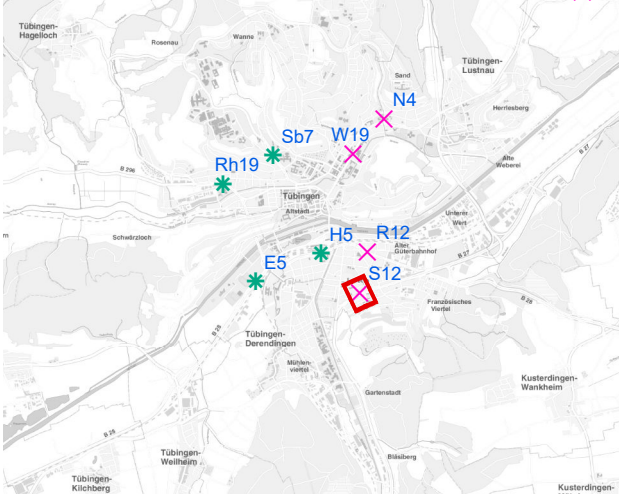 Tübingen-
Hagelloch
Rosenau
Wanne
Sand
Tübingen-
Lustnau
N4
Herrlesberg
W19
Sb7
Rh19
B 296
Alte
Weberei
B 27
Tübingen
Altstadt
Unterer
Wert
Schwärzloch
H5
R12
Alter
Güterbahnhof
B 27
E5
S12
Französisches
Viertel
B 28
B 28
Tübingen-
Derendingen
Mühlen-
viertel
Gartenstadt
Kusterdingen-
Wankheim
B 28
Tübingen-
Weilheim
Bläsiberg
Tübingen-
Kilchberg
Kusterdingen-